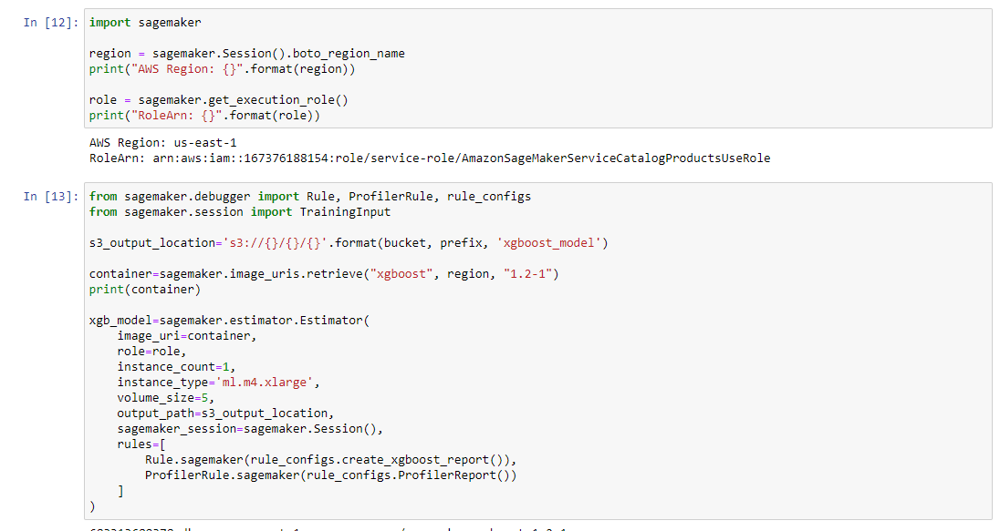 In [12]: import sagemaker
region = sagemaker.Session().boto_region_name
print("AWS Region: {}".format(region))
role = sagemaker.get_execution_role()
print("RoleArn: {}".format(role))
AWS Region: us-east-1
RoleArn: arn:aws:iam::167376188154:role/service-role/AmazonSageMakerServiceCatalogProductsUseRole
In [13]: from sagemaker.debugger import Rule, ProfilerRule, rule_configs
from sagemaker.session import TrainingInput
s3_output_location='s3://{}/{}/{}'.format(bucket, prefix, 'xgboost_model')
container=sagemaker.image_uris.retrieve("xgboost", region, "1.2-1")
print(container)
xgb_model=sagemaker.estimator.Estimator(
    image_uri=container,
    role=role,
    instance_count=1,
    instance_type='ml.m4.xlarge',
    volume_size=5,
    output_path=s3_output_location,
    sagemaker_session=sagemaker.Session(),
    rules=[
        Rule.sagemaker(rule_configs.create_xgboost_report()),
        ProfilerRule.sagemaker(rule_configs.ProfilerReport())
    ]
)